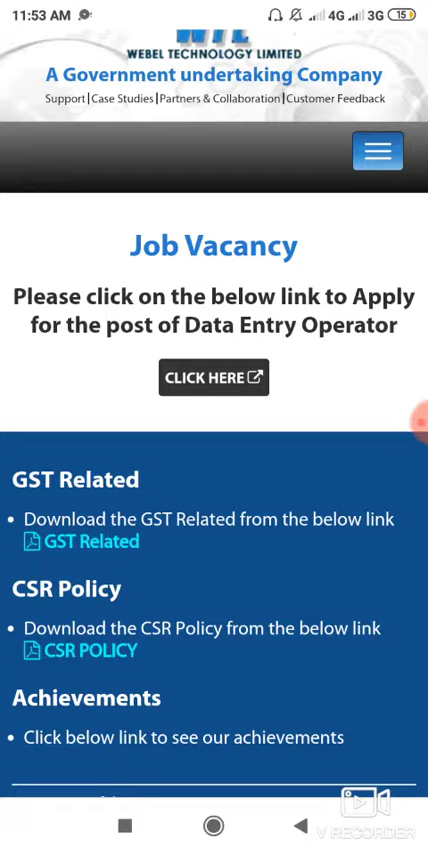 11:53 AM
4G
3G
15
WTL
WEBEL TECHNOLOGY LIMITED
A Government undertaking Company
Support|Case Studies|Partners & Collaboration|Customer Feedback
Job Vacancy
Please click on the below link to Apply
for the post of Data Entry Operator
CLICK HERE
GST Related
• Download the GST Related from the below link
GST Related
CSR Policy
• Download the CSR Policy from the below link
CSR POLICY
Achievements
• Click below link to see our achievements
V RECORDER